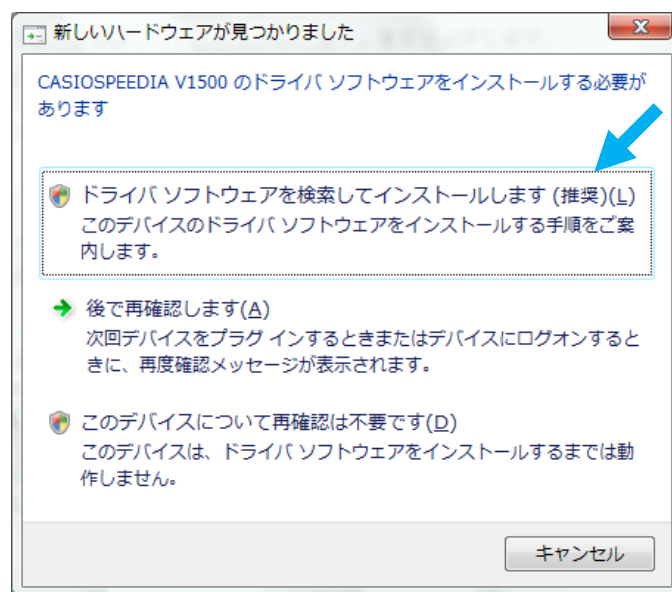 新しいハードウェアが見つかりました
CASIOSPEEDIA V1500 のドライバ ソフトウェアをインストールする必要が
あります
ドライバ ソフトウェアを検索してインストールします (推奨)(L)
このデバイスのドライバ ソフトウェアをインストールする手順をご案
内します。
後で再確認します(A)
次回デバイスをプラグ インするときまたはデバイスにログオンすると
きに、再度確認メッセージが表示されます。
このデバイスについて再確認は不要です(D)
このデバイスは、ドライバ ソフトウェアをインストールするまでは動
作しません。
キャンセル